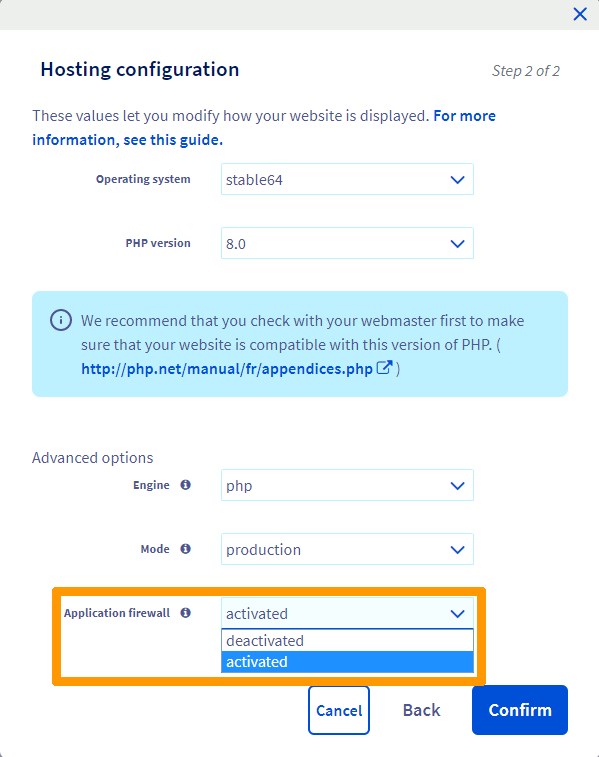 Hosting configuration
Step 2 of 2
These values let you modify how your website is displayed. For more
information, see this guide.
Operating system
stable64
PHP version
8.0
We recommend that you check with your webmaster first to make
sure that your website is compatible with this version of PHP. (
http://php.net/manual/fr/appendices.php )
Advanced options
Engine
php
Mode
production
Application firewall
activated
deactivated
activated
Cancel
Back
Confirm